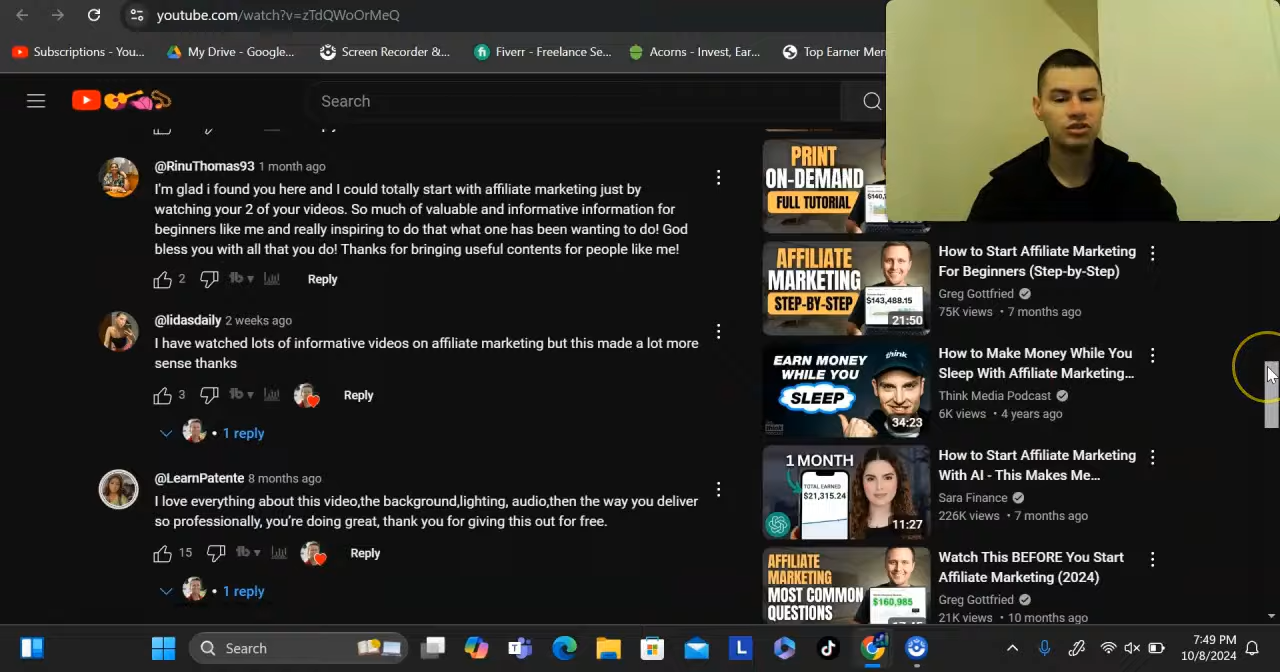 youtube.com/watch?v=zTdQWoOrMeQ
Subscriptions - You...
My Drive - Google...
Screen Recorder &...
Fiverr - Freelance Se...
Acorns - Invest, Ear...
Top Earner Men
Search
@RinuThomas93 1 month ago
I'm glad i found you here and I could totally start with affiliate marketing just by
watching your 2 of your videos. So much of valuable and informative information for
beginners like me and really inspiring to do that what one has been wanting to do! God
bless you with all that you do! Thanks for bringing useful contents for people like me!
2
Reply
@lidasdaily 2 weeks ago
I have watched lots of informative videos on affiliate marketing but this made a lot more
sense thanks
3
Reply
1 reply
@LearnPatente 8 months ago
I love everything about this video,the background,lighting, audio,then the way you deliver
so professionally, you're doing great, thank you for giving this out for free.
15
Reply
1 reply
PRINT
ON-DEMAND
FULL TUTORIAL
AFFILIATE
MARKETING
STEP-BY-STEP
$143,488.15
21:50
How to Start Affiliate Marketing
For Beginners (Step-by-Step)
Greg Gottfried
75K views • 7 months ago
EARN MONEY
WHILE YOU
SLEEP
think
34:23
How to Make Money While You
Sleep With Affiliate Marketing...
Think Media Podcast
6K views • 4 years ago
1 MONTH
TOTAL EARNED
$21,315.24
11:27
How to Start Affiliate Marketing
With AI - This Makes Me...
Sara Finance
226K views • 7 months ago
AFFILIATE
MARKETING
MOST COMMON
QUESTIONS
$160,985
Watch This BEFORE You Start
Affiliate Marketing (2024)
Greg Gottfried
21K views • 10 months ago
Search
7:49 PM
10/8/2024